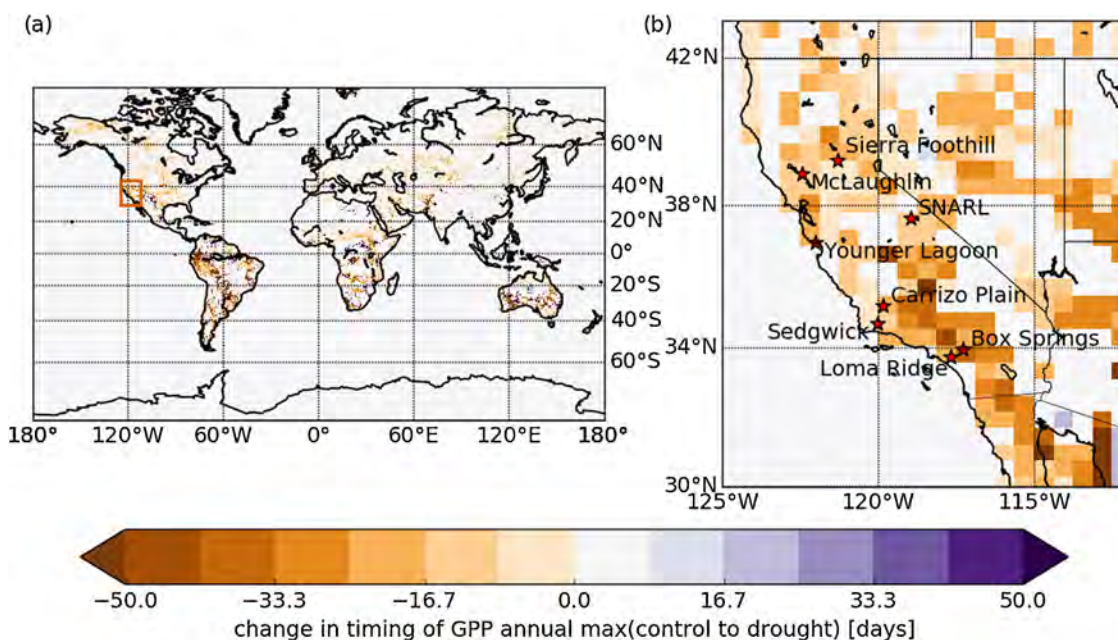 (a)
60°N
40°N
20°N
0°
20°S
40°S
60°S
180°
120°W
60°W
0°
60°E
120°E
180°
(b)
42°N
38°N
34°N
30°N
125°W
120°W
115°W
Sierra Foothill
McLaughlin
SNARL
Younger Lagoon
Carrizo Plain
Sedgwick
Box Springs
Loma Ridge
−50.0
−33.3
−16.7
0.0
16.7
33.3
50.0
change in timing of GPP annual max(control to drought) [days]